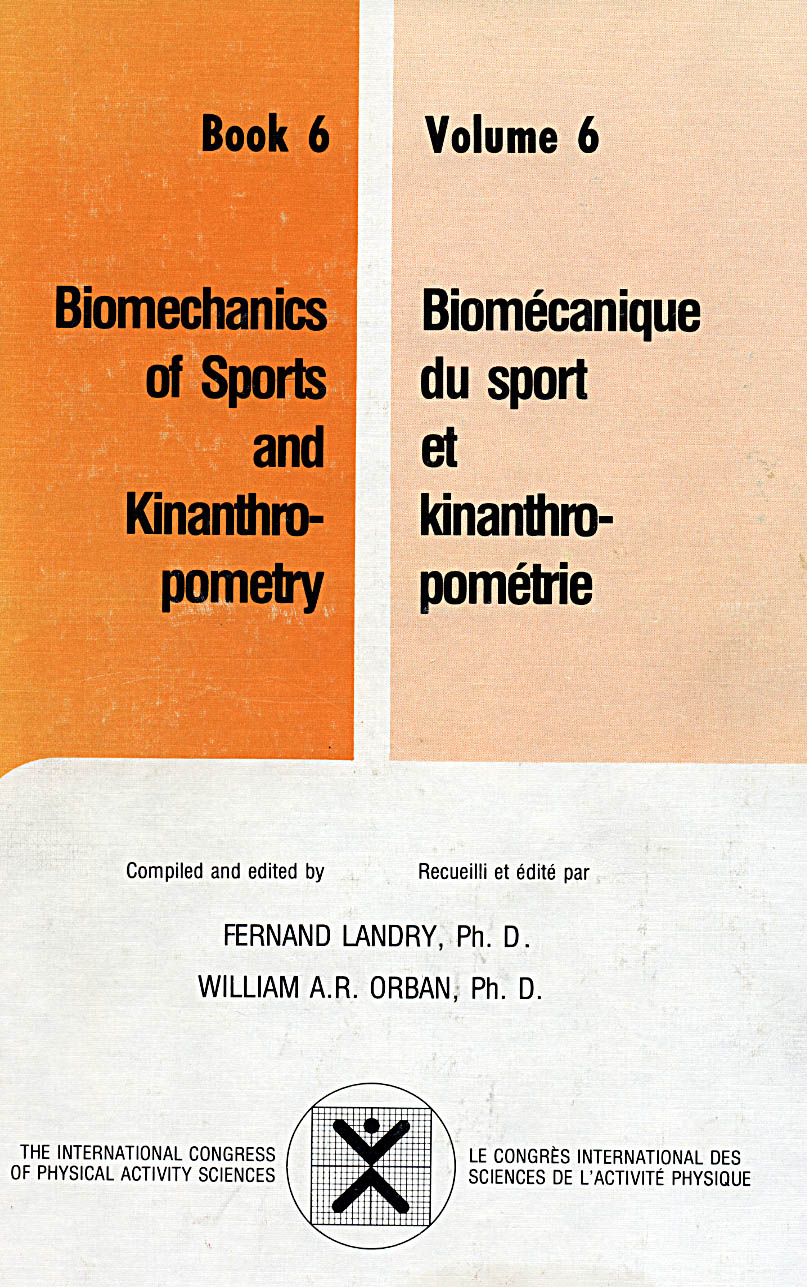 Book 6
Biomechanics
of Sports
and
Kinanthro-
pometry
Volume 6
Biomécanique
du sport
et
kinanthro-
pométrie
Compiled and edited by
Recueilli et édité par
FERNAND LANDRY, Ph. D.
WILLIAM A.R. ORBAN, Ph. D.
THE INTERNATIONAL CONGRESS
OF PHYSICAL ACTIVITY SCIENCES
LE CONGRÈS INTERNATIONAL DES
SCIENCES DE L'ACTIVITÉ PHYSIQUE